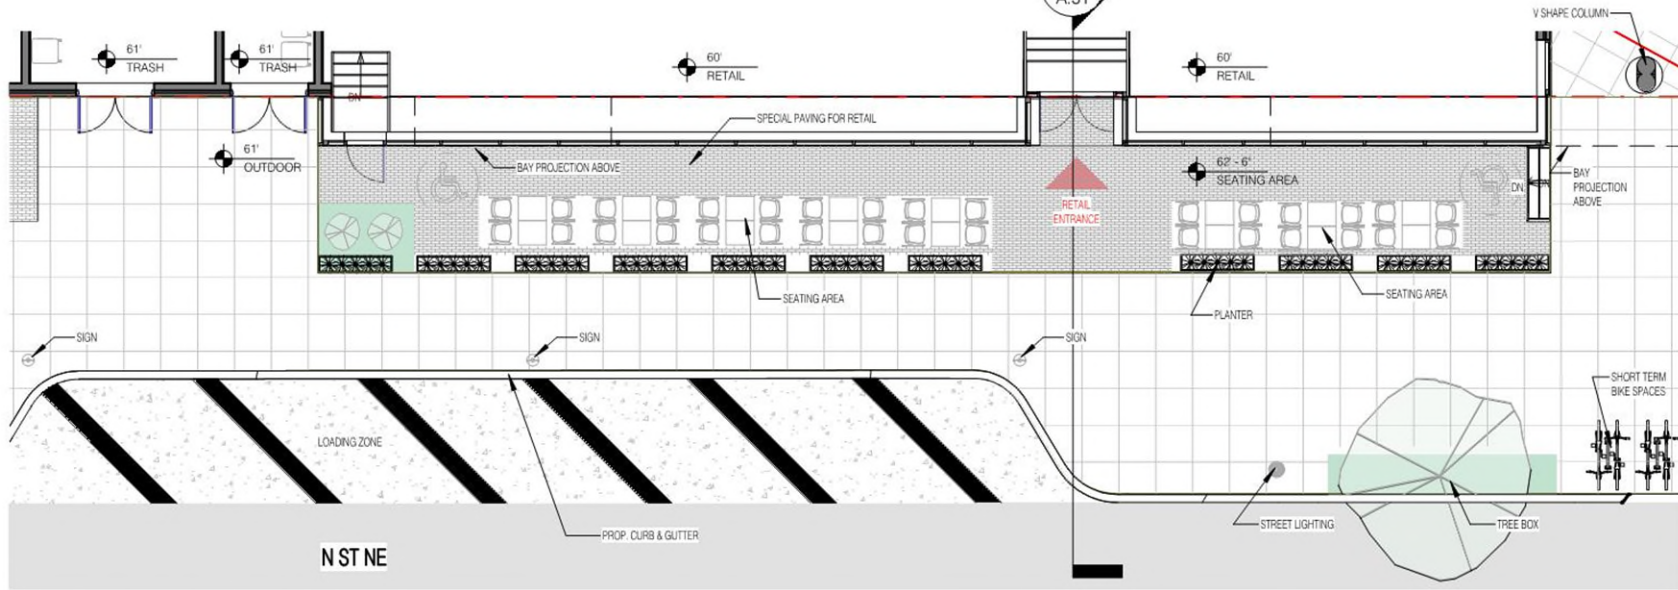 A.31
V SHAPE COLUMN
61'
TRASH
61'
TRASH
60'
RETAIL
60'
RETAIL
DN
SPECIAL PAVING FOR RETAIL
61'
OUTDOOR
BAY PROJECTION ABOVE
62' - 6"
SEATING AREA
DN
BAY
PROJECTION
ABOVE
RETAIL
ENTRANCE
SEATING AREA
SEATING AREA
PLANTER
SIGN
SIGN
SIGN
SHORT TERM
BIKE SPACES
LOADING ZONE
STREET LIGHTING
TREE BOX
PROP. CURB & GUTTER
N ST NE